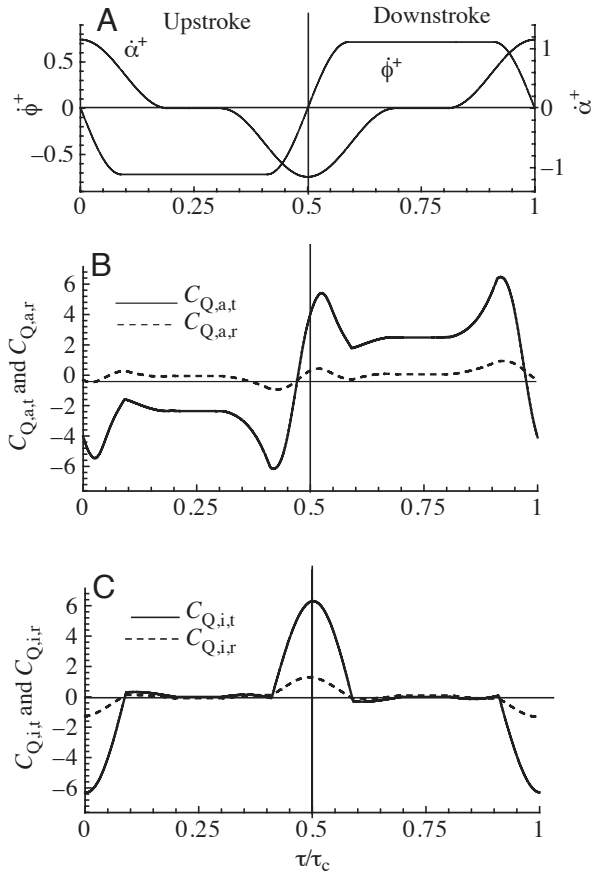 A
Upstroke
Downstroke
α̇⁺
ϕ̇⁺
0.5
0
−0.5
ϕ̇⁺
1
0
−1
α̇⁺
0 0.25 0.5 0.75 1
B
C_Q,a,t
C_Q,a,r
6
4
2
0
−2
−4
−6
C_Q,a,t and C_Q,a,r
0 0.25 0.5 0.75 1
C
C_Q,i,t
C_Q,i,r
6
4
2
0
−2
−4
−6
C_Q,i,t and C_Q,i,r
0 0.25 0.5 0.75 1
τ/τ_c